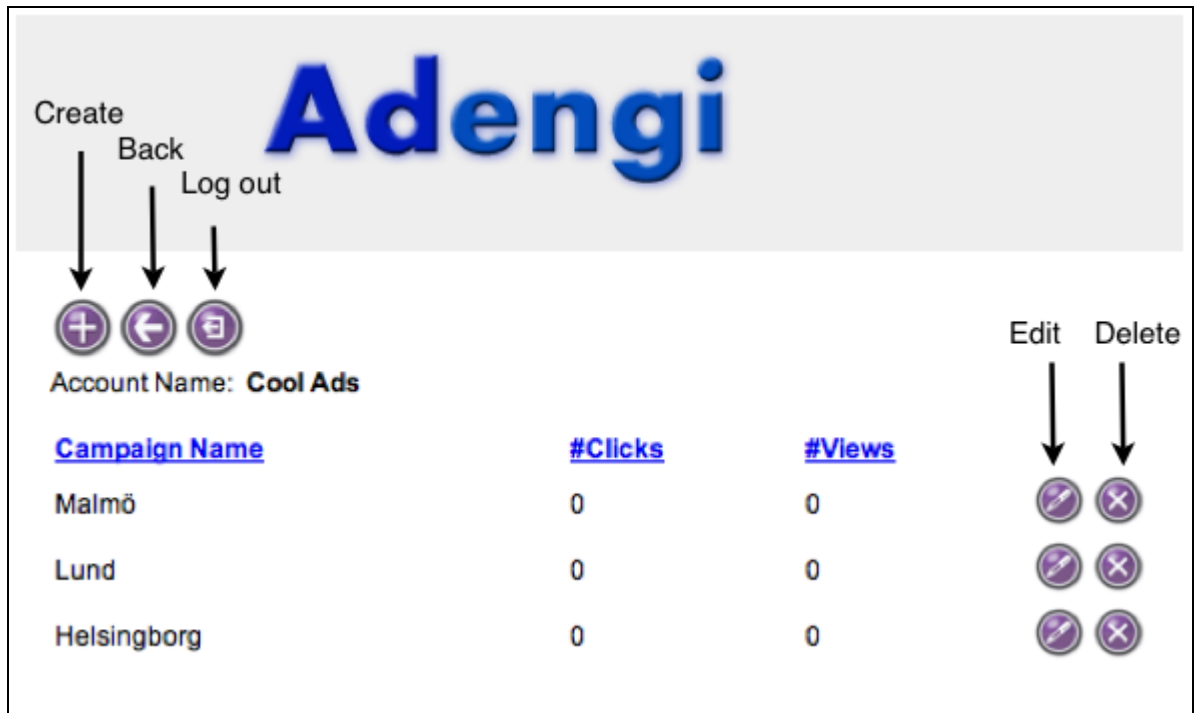 Adengi
Create
Back
Log out
Edit Delete
Account Name: Cool Ads
Campaign Name #Clicks #Views
Malmö 0 0
Lund 0 0
Helsingborg 0 0